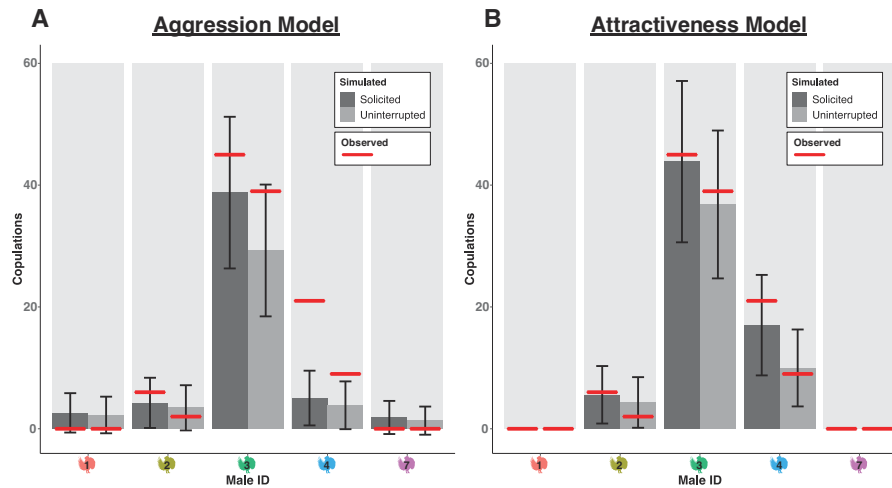 A
Aggression Model
60
40
20
0
Copulations
Simulated
Solicited
Uninterrupted
Observed
1
2
3
4
7
Male ID
B
Attractiveness Model
60
40
20
0
Copulations
Simulated
Solicited
Uninterrupted
Observed
1
2
3
4
7
Male ID